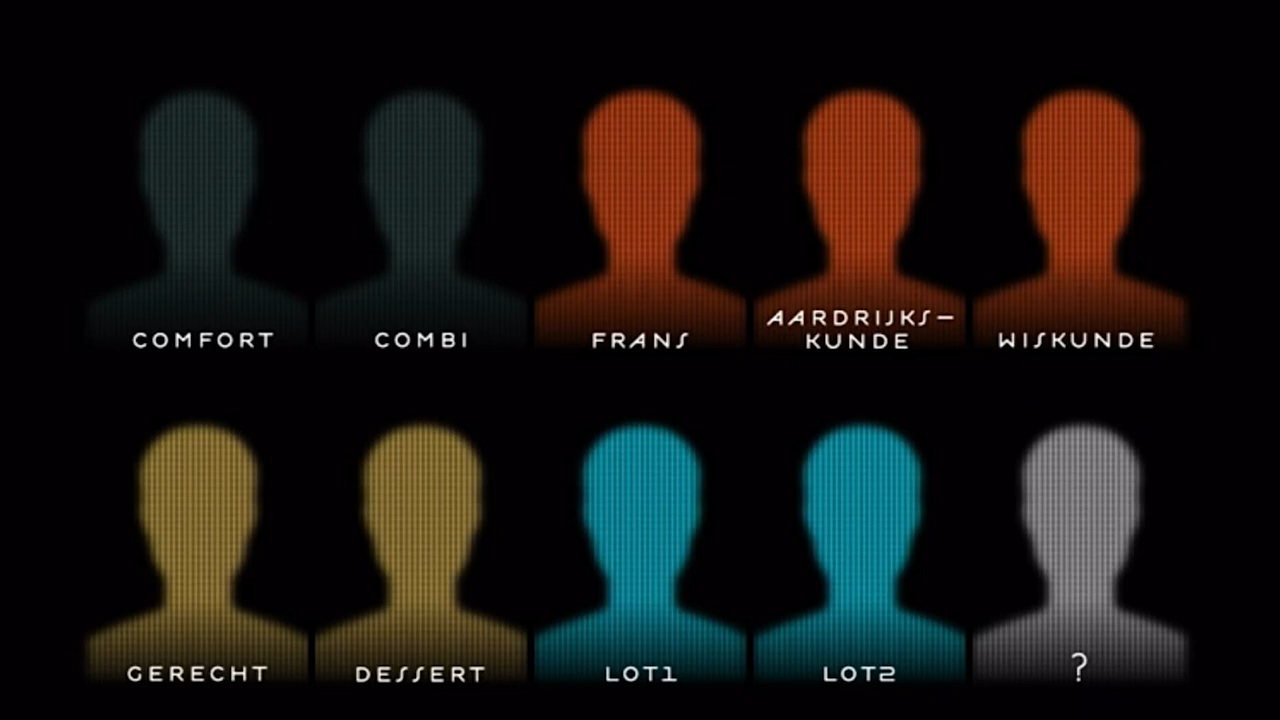 COMFORT
COMBI
FRANS
AARDRIJKS-
KUNDE
WISKUNDE
GERECHT
DESSERT
LOT1
LOT2
?